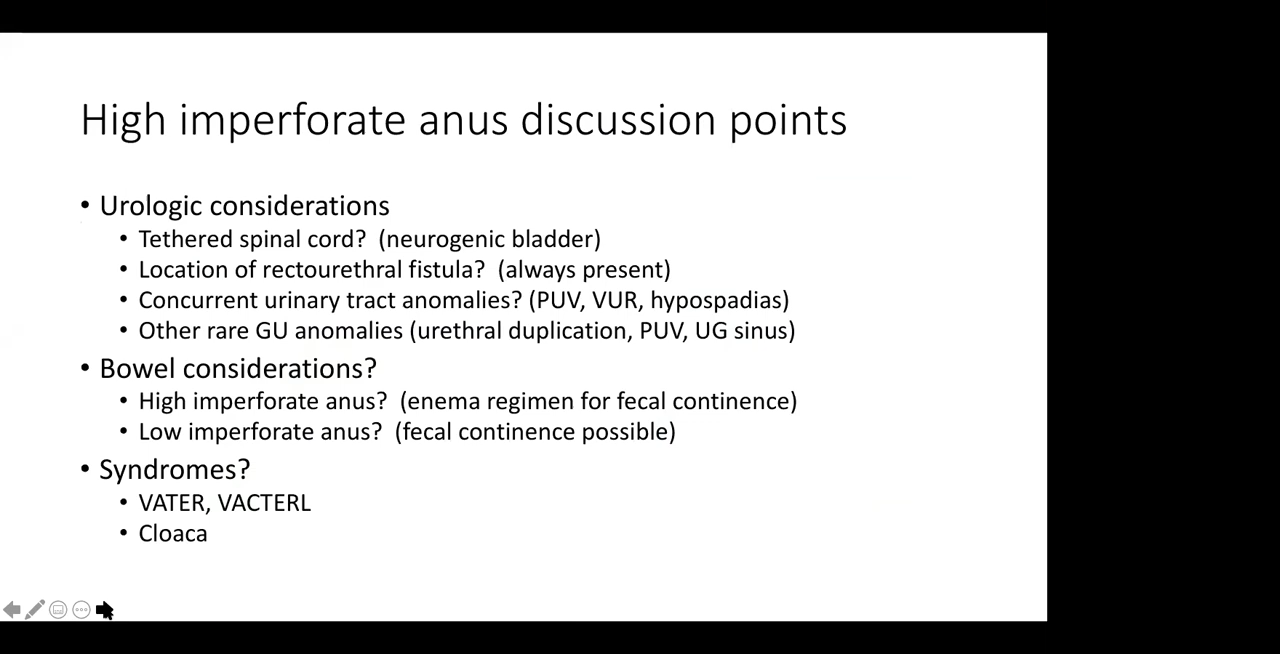 High imperforate anus discussion points
• Urologic considerations
• Tethered spinal cord? (neurogenic bladder)
• Location of rectourethral fistula? (always present)
• Concurrent urinary tract anomalies? (PUV, VUR, hypospadias)
• Other rare GU anomalies (urethral duplication, PUV, UG sinus)
• Bowel considerations?
• High imperforate anus? (enema regimen for fecal continence)
• Low imperforate anus? (fecal continence possible)
• Syndromes?
• VATER, VACTERL
• Cloaca